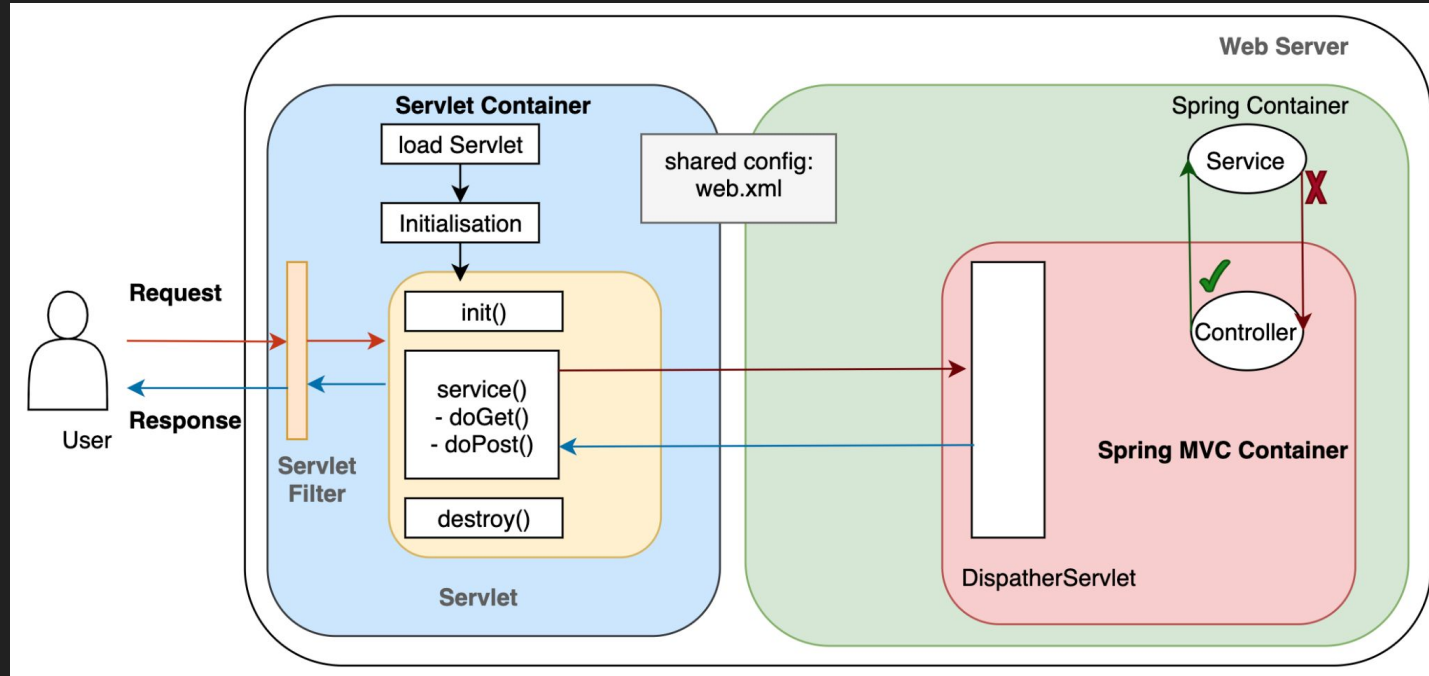 Web Server
Servlet Container
load Servlet
Initialisation
shared config:
web.xml
Spring Container
Service
X
Request
init()
Controller
service()
- doGet()
- doPost()
Response
User
Servlet
Filter
destroy()
Spring MVC Container
DispatherServlet
Servlet